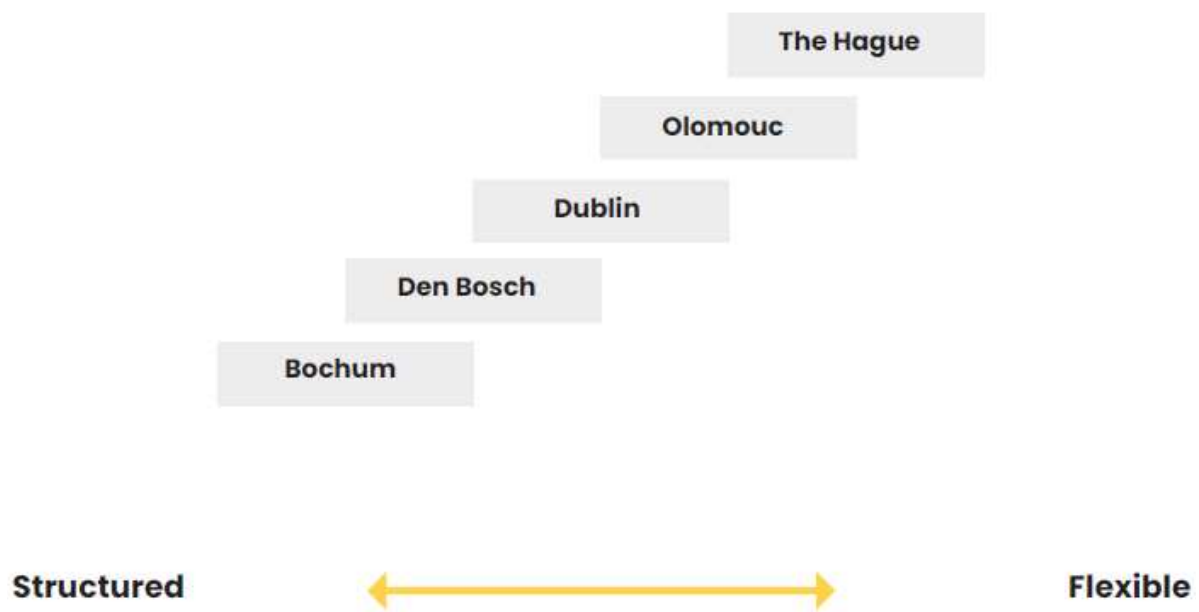 The Hague
Olomouc
Dublin
Den Bosch
Bochum
Structured
Flexible